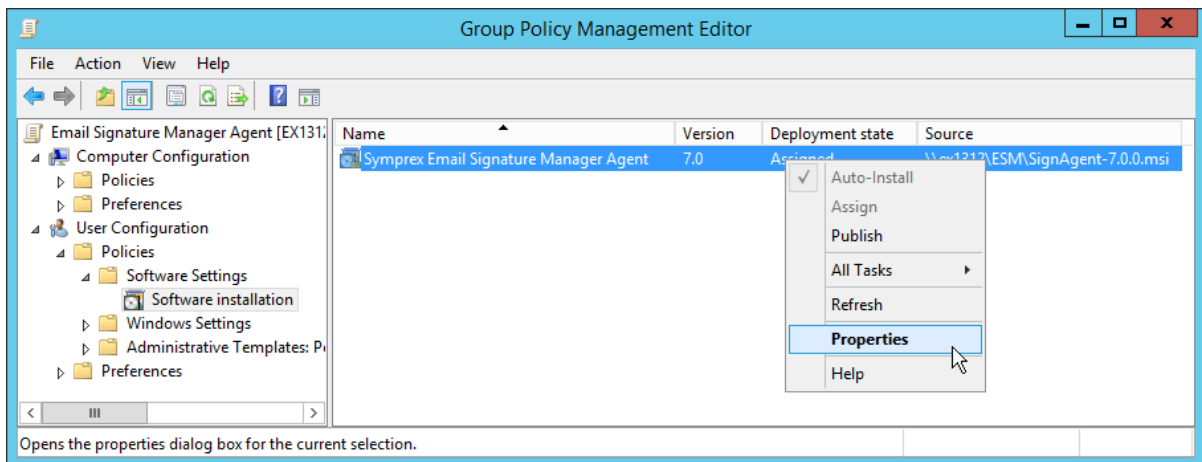 Group Policy Management Editor
File Action View Help
Email Signature Manager Agent [EX131
Computer Configuration
Policies
Preferences
User Configuration
Policies
Software Settings
Software installation
Windows Settings
Administrative Templates: P
Preferences
Name Version Deployment state Source
Symprex Email Signature Manager Agent 7.0 Assigned \\ex1312\ESM\SignAgent-7.0.0.msi
Auto-Install
Assign
Publish
All Tasks
Refresh
Properties
Help
Opens the properties dialog box for the current selection.